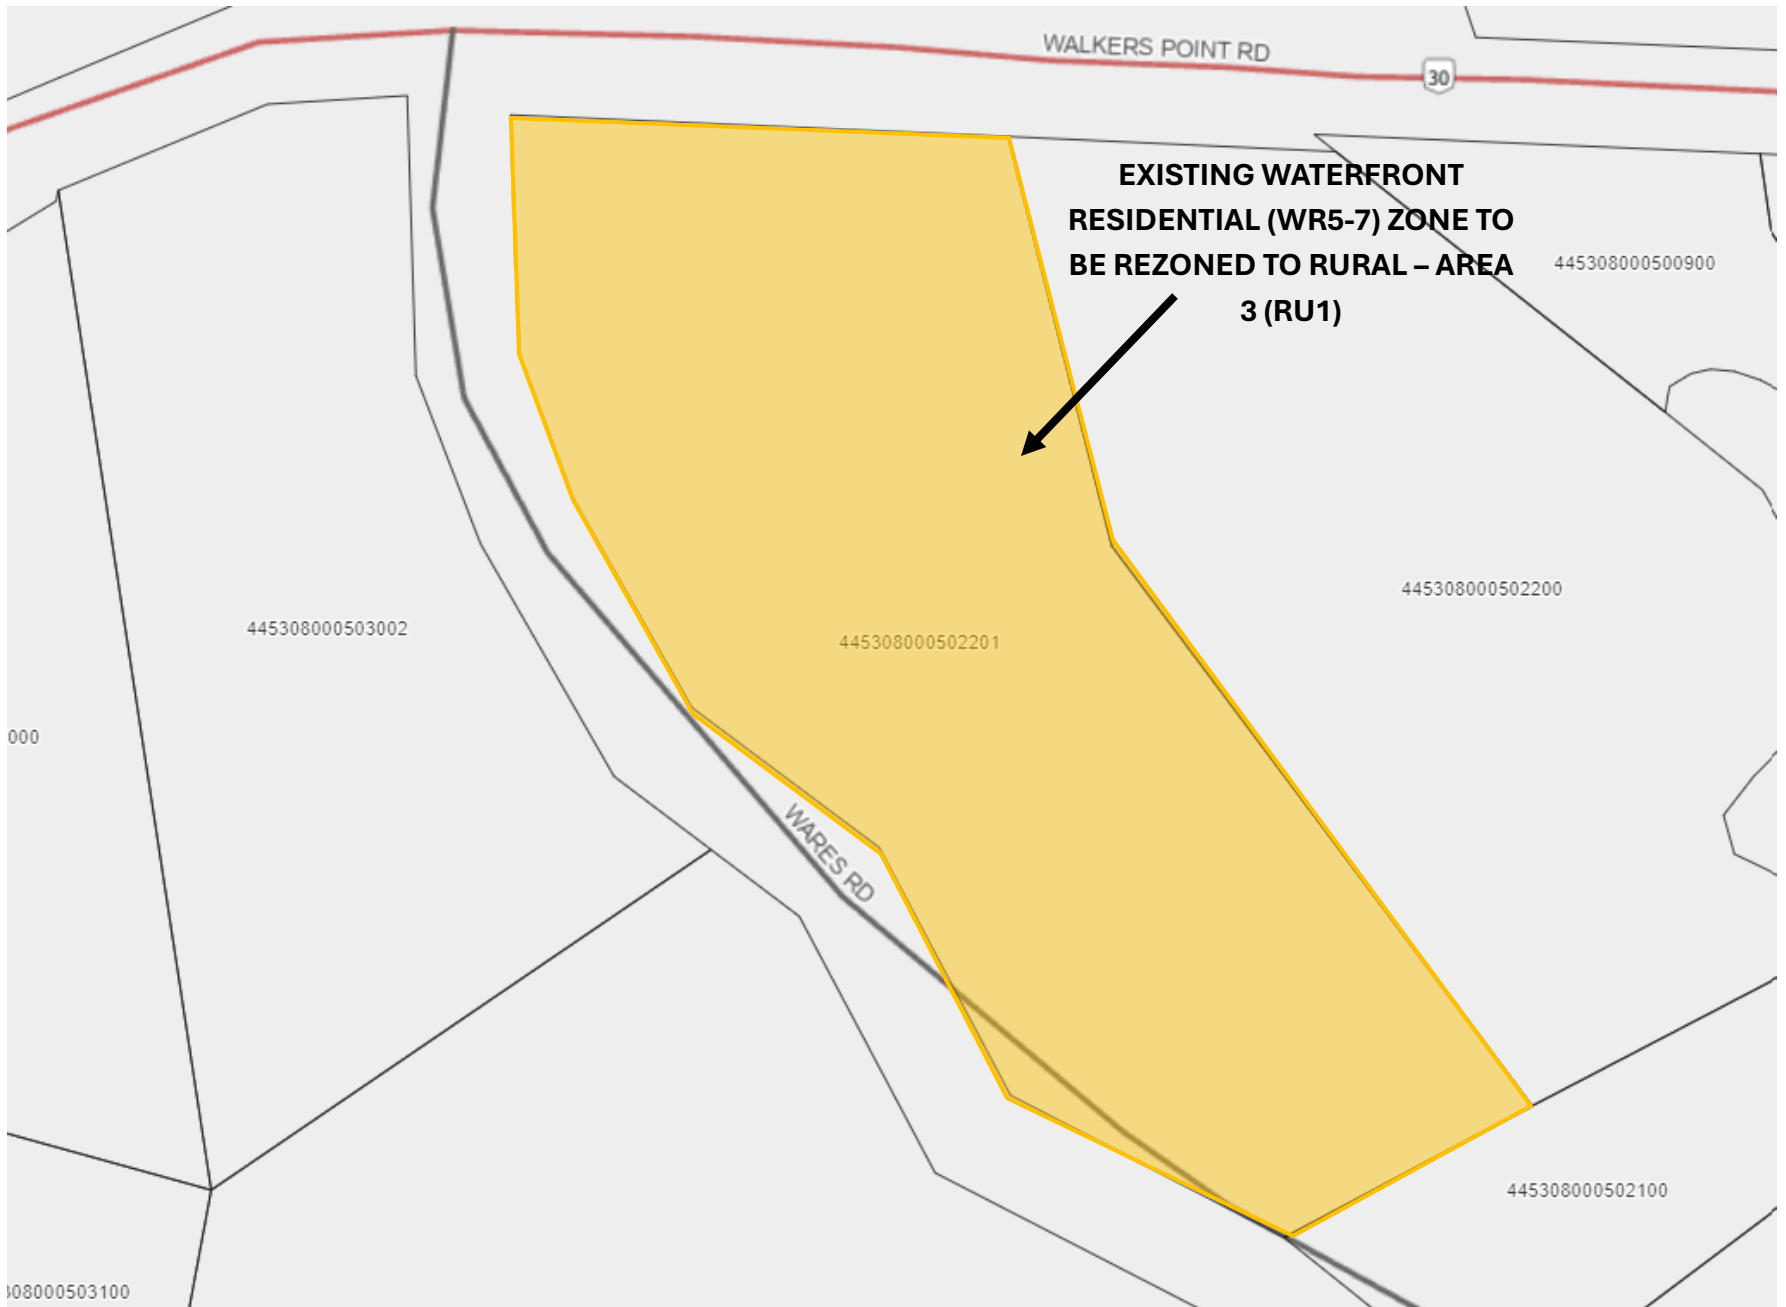 WALKERS POINT RD
30
EXISTING WATERFRONT
RESIDENTIAL (WR5-7) ZONE TO
BE REZONED TO RURAL – AREA
3 (RU1)
445308000500900
445308000502200
445308000503002
445308000502201
000
WARES RD
445308000502100
308000503100